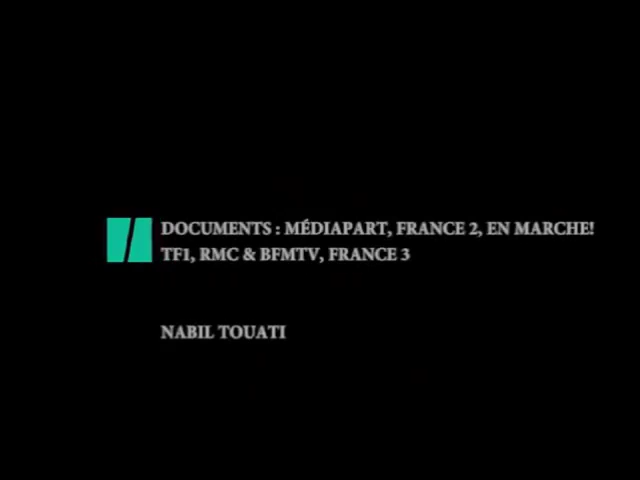 DOCUMENTS : MÉDIAPART, FRANCE 2, EN MARCHE!
TF1, RMC & BFMTV, FRANCE 3
NABIL TOUATI